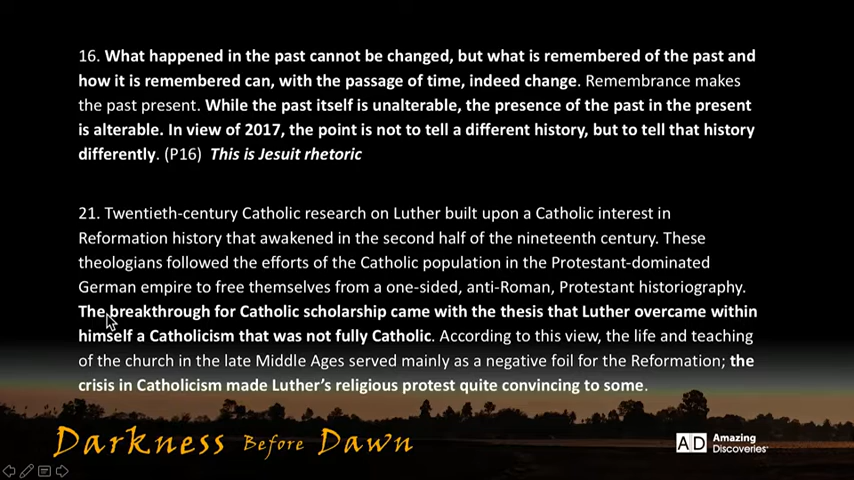 16. What happened in the past cannot be changed, but what is remembered of the past and
how it is remembered can, with the passage of time, indeed change. Remembrance makes
the past present. While the past itself is unalterable, the presence of the past in the present
is alterable. In view of 2017, the point is not to tell a different history, but to tell that history
differently. (P16) This is Jesuit rhetoric
21. Twentieth-century Catholic research on Luther built upon a Catholic interest in
Reformation history that awakened in the second half of the nineteenth century. These
theologians followed the efforts of the Catholic population in the Protestant-dominated
German empire to free themselves from a one-sided, anti-Roman, Protestant historiography.
The breakthrough for Catholic scholarship came with the thesis that Luther overcame within
himself a Catholicism that was not fully Catholic. According to this view, the life and teaching
of the church in the late Middle Ages served mainly as a negative foil for the Reformation; the
crisis in Catholicism made Luther's religious protest quite convincing to some.
Darkness Before Dawn
AD Amazing
Discoveries